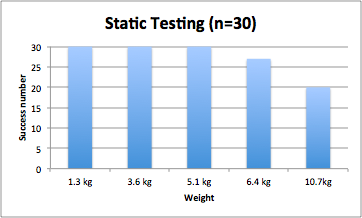 Static Testing (n=30)
Success number
30
25
20
15
10
5
0
1.3 kg 3.6 kg 5.1 kg 6.4 kg 10.7kg
Weight